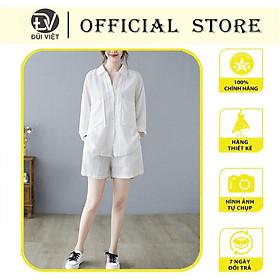 ĐV
ĐŨI VIỆT
OFFICIAL STORE
100%
CHÍNH HÃNG
HÀNG
THIẾT KẾ
HÌNH ẢNH
TỰ CHỤP
7 NGÀY
ĐỔI TRẢ